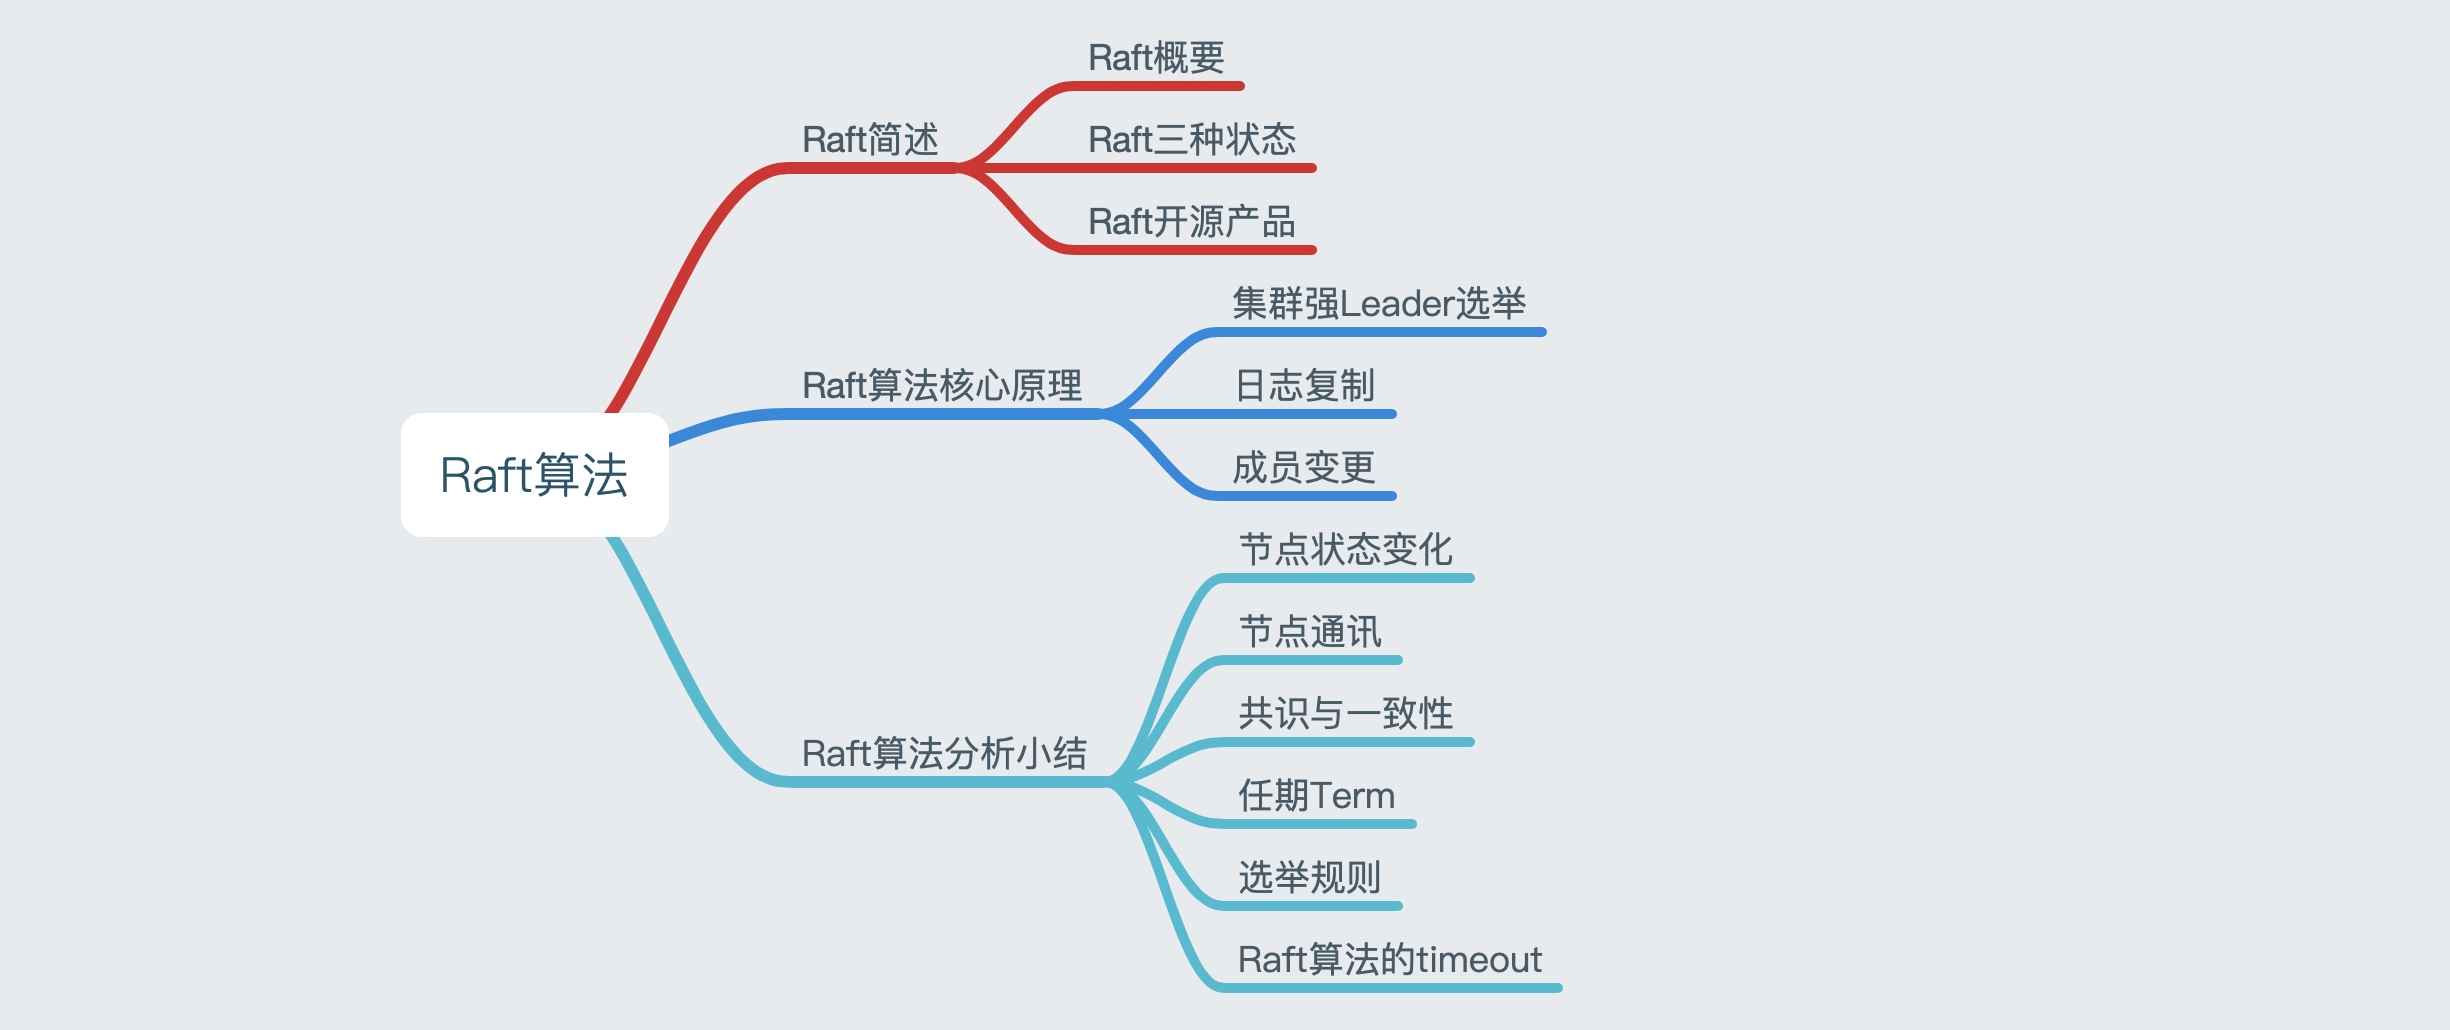 Raft算法
Raft简述
Raft概要
Raft三种状态
Raft开源产品
Raft算法核心原理
集群强Leader选举
日志复制
成员变更
Raft算法分析小结
节点状态变化
节点通讯
共识与一致性
任期Term
选举规则
Raft算法的timeout